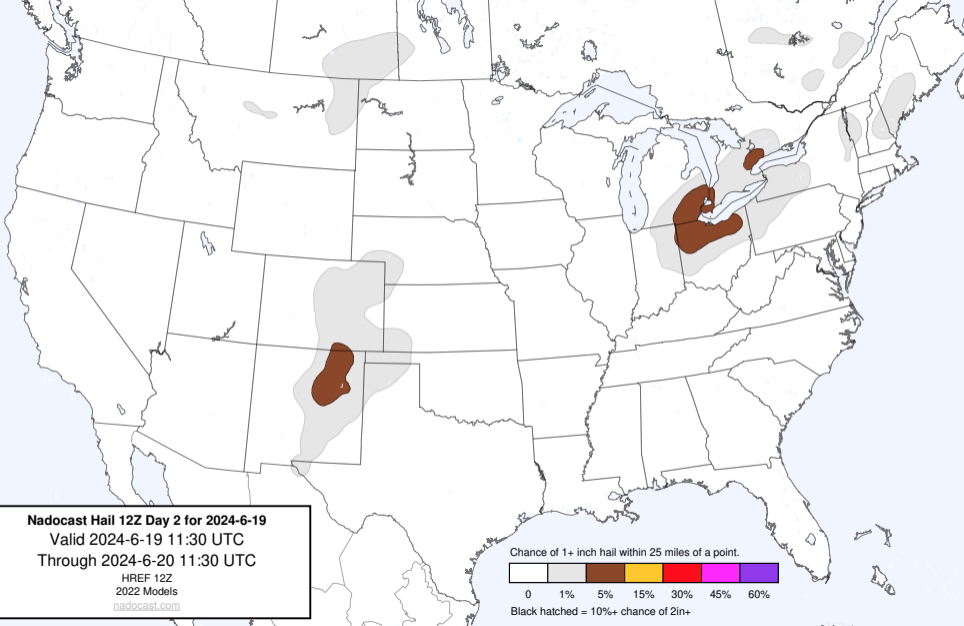 Nadocast Hail 12Z Day 2 for 2024-6-19
Valid 2024-6-19 11:30 UTC
Through 2024-6-20 11:30 UTC
HREF 12Z
2022 Models
nadocast.com
Chance of 1+ inch hail within 25 miles of a point.
0 1% 5% 15% 30% 45% 60%
Black hatched = 10%+ chance of 2in+